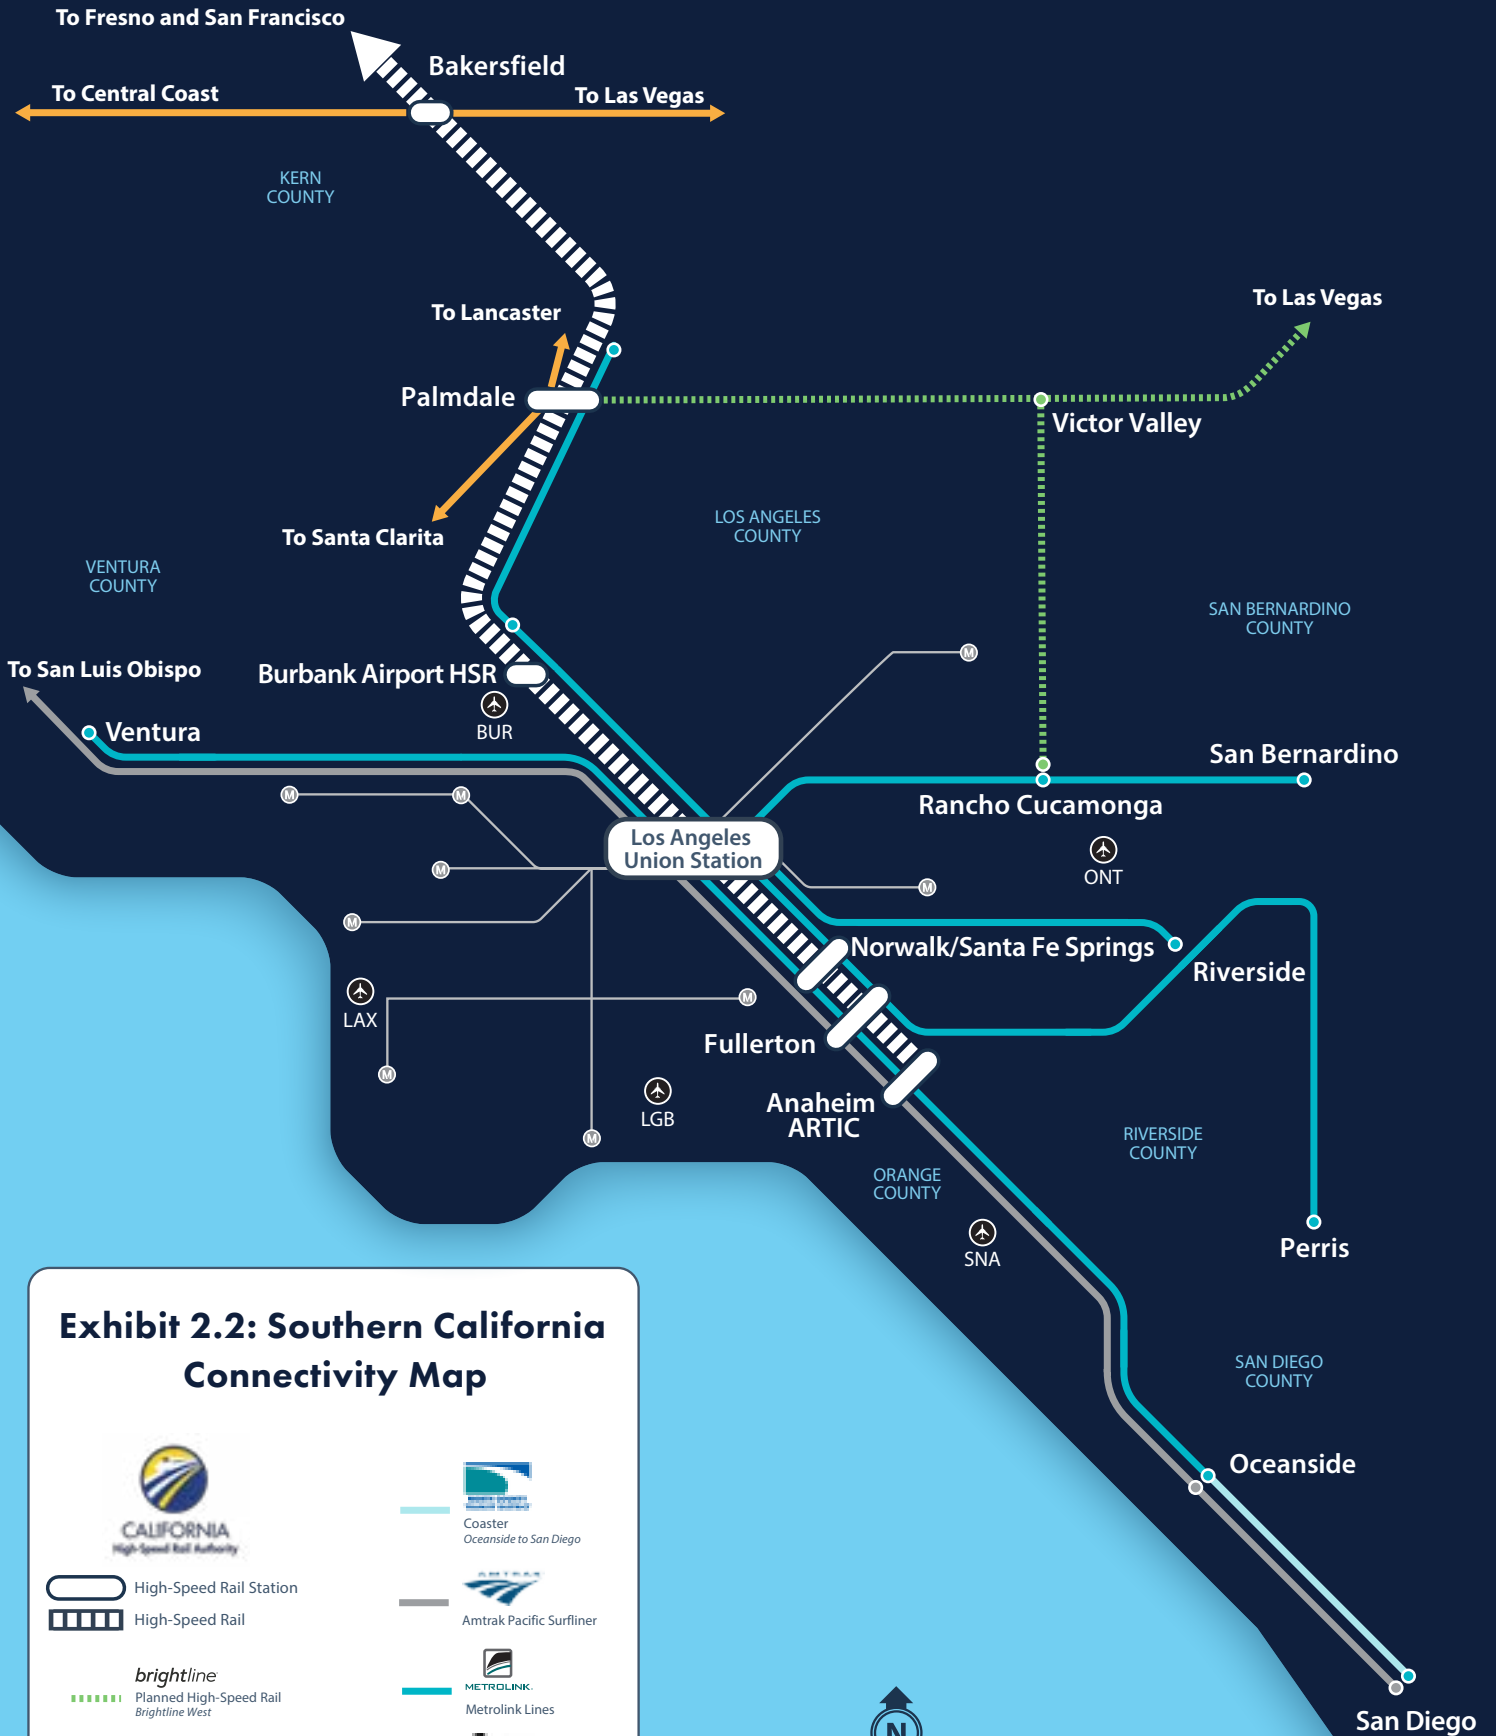 To Fresno and San Francisco
Bakersfield
To Central Coast
To Las Vegas
KERN
COUNTY
To Lancaster
To Las Vegas
Palmdale
Victor Valley
LOS ANGELES
COUNTY
To Santa Clarita
VENTURA
COUNTY
SAN BERNARDINO
COUNTY
M
To San Luis Obispo
Burbank Airport HSR
BUR
Ventura
San Bernardino
M
M
Rancho Cucamonga
Los Angeles
Union Station
ONT
M
M
M
Norwalk/Santa Fe Springs
Riverside
LAX
M
Fullerton
M
Anaheim
ARTIC
LGB
M
RIVERSIDE
COUNTY
ORANGE
COUNTY
SNA
Perris
Exhibit 2.2: Southern California
Connectivity Map
SAN DIEGO
COUNTY
Oceanside
CALIFORNIA
High-Speed Rail Authority
Coaster
Oceanside to San Diego
High-Speed Rail Station
High-Speed Rail
AMTRAK
Amtrak Pacific Surfliner
brightline
Planned High-Speed Rail
Brightline West
METROLINK.
Metrolink Lines
N
San Diego